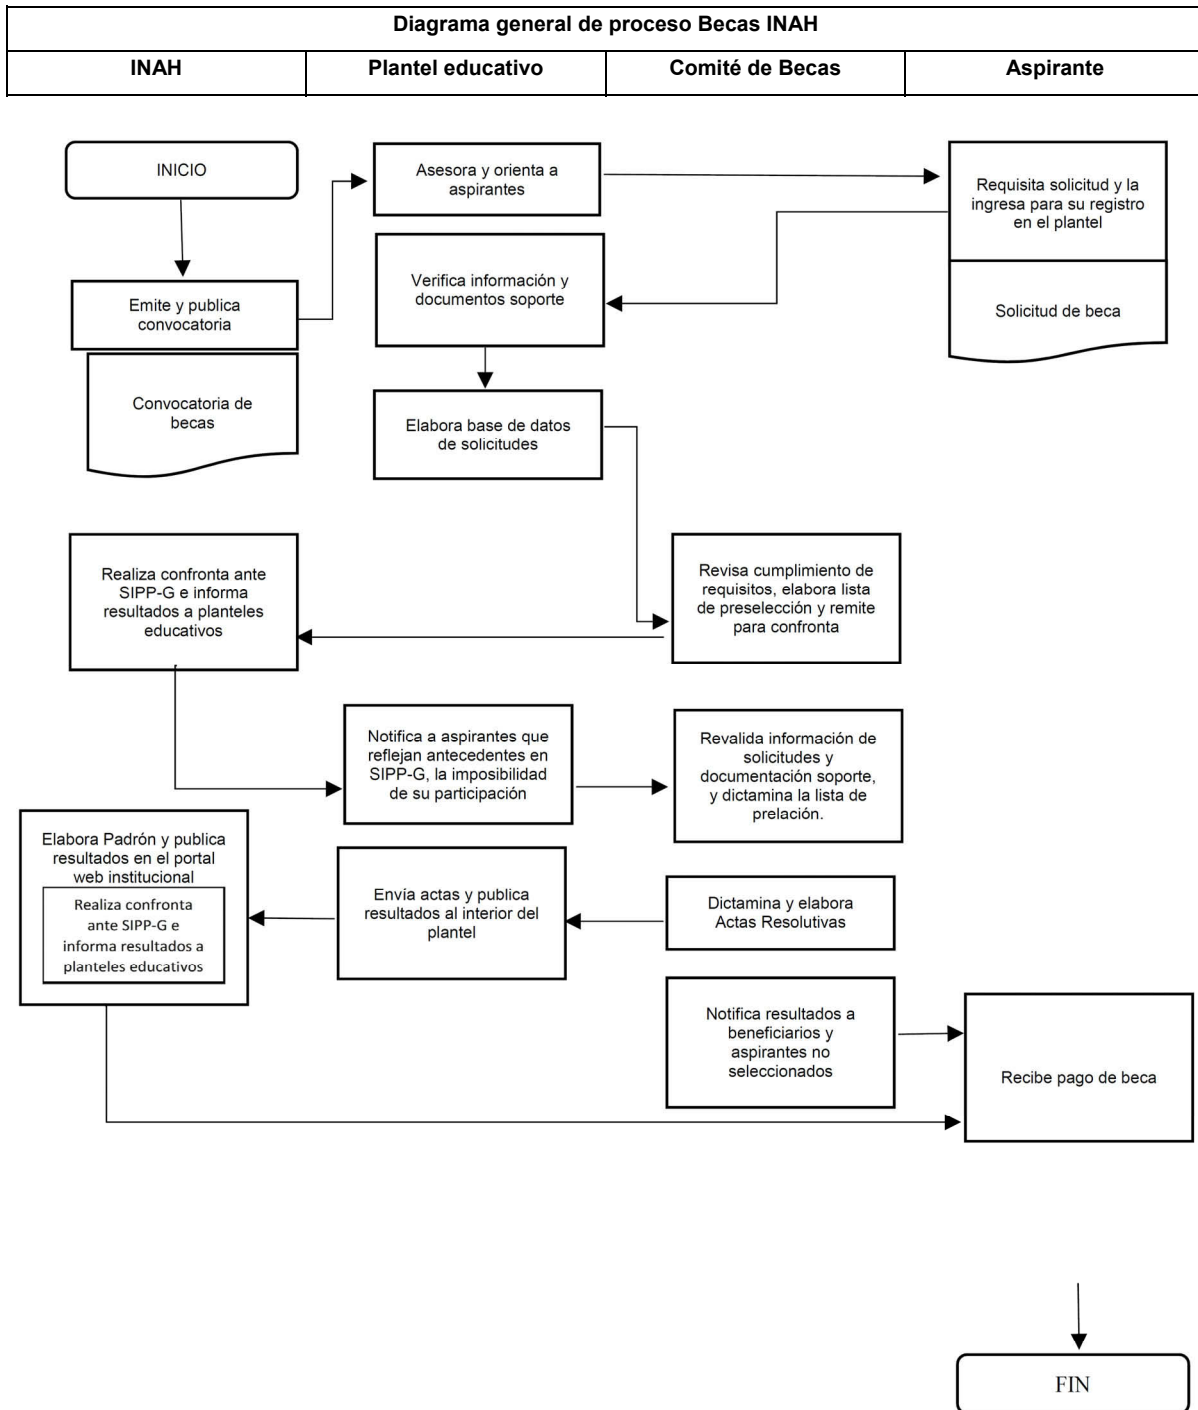 Diagrama general de proceso Becas INAH
INAH
Plantel educativo
Comité de Becas
Aspirante
INICIO
Asesora y orienta a
aspirantes
Requisita solicitud y la
ingresa para su registro
en el plantel
Emite y publica
convocatoria
Verifica información y
documentos soporte
Solicitud de beca
Convocatoria de
becas
Elabora base de datos
de solicitudes
Realiza confronta ante
SIPP-G e informa
resultados a planteles
educativos
Revisa cumplimiento de
requisitos, elabora lista
de preselección y remite
para confronta
Notifica a aspirantes que
reflejan antecedentes en
SIPP-G, la imposibilidad
de su participación
Revalida información de
solicitudes y
documentación soporte,
y dictamina la lista de
prelación.
Elabora Padrón y publica
resultados en el portal
web institucional
Realiza confronta
ante SIPP-G e
informa resultados a
planteles educativos
Envía actas y publica
resultados al interior del
plantel
Dictamina y elabora
Actas Resolutivas
Notifica resultados a
beneficiarios y
aspirantes no
seleccionados
Recibe pago de beca
FIN